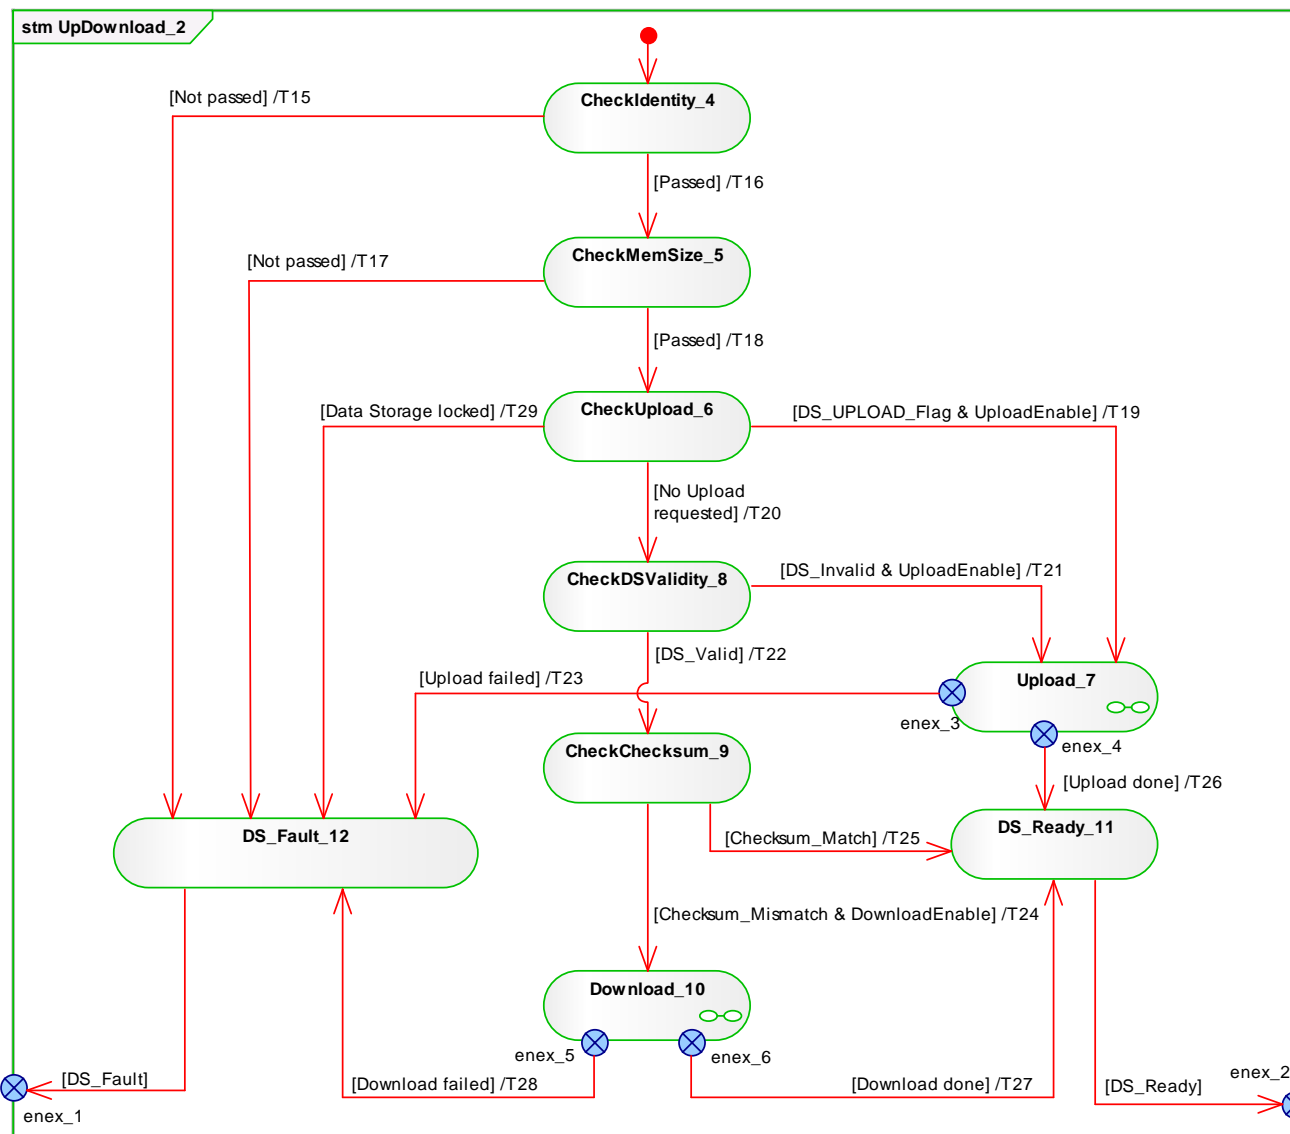 stm UpDownload_2
CheckIdentity_4
[Not passed] /T15
[Passed] /T16
CheckMemSize_5
[Not passed] /T17
[Passed] /T18
CheckUpload_6
[Data Storage locked] /T29
[DS_UPLOAD_Flag & UploadEnable] /T19
[No Upload
requested] /T20
CheckDSValidity_8
[DS_Invalid & UploadEnable] /T21
[DS_Valid] /T22
[Upload failed] /T23
Upload_7
enex_3
enex_4
CheckChecksum_9
[Upload done] /T26
DS_Fault_12
DS_Ready_11
[Checksum_Match] /T25
[Checksum_Mismatch & DownloadEnable] /T24
Download_10
enex_5
enex_6
[DS_Fault]
[Download failed] /T28
[Download done] /T27
[DS_Ready]
enex_2
enex_1